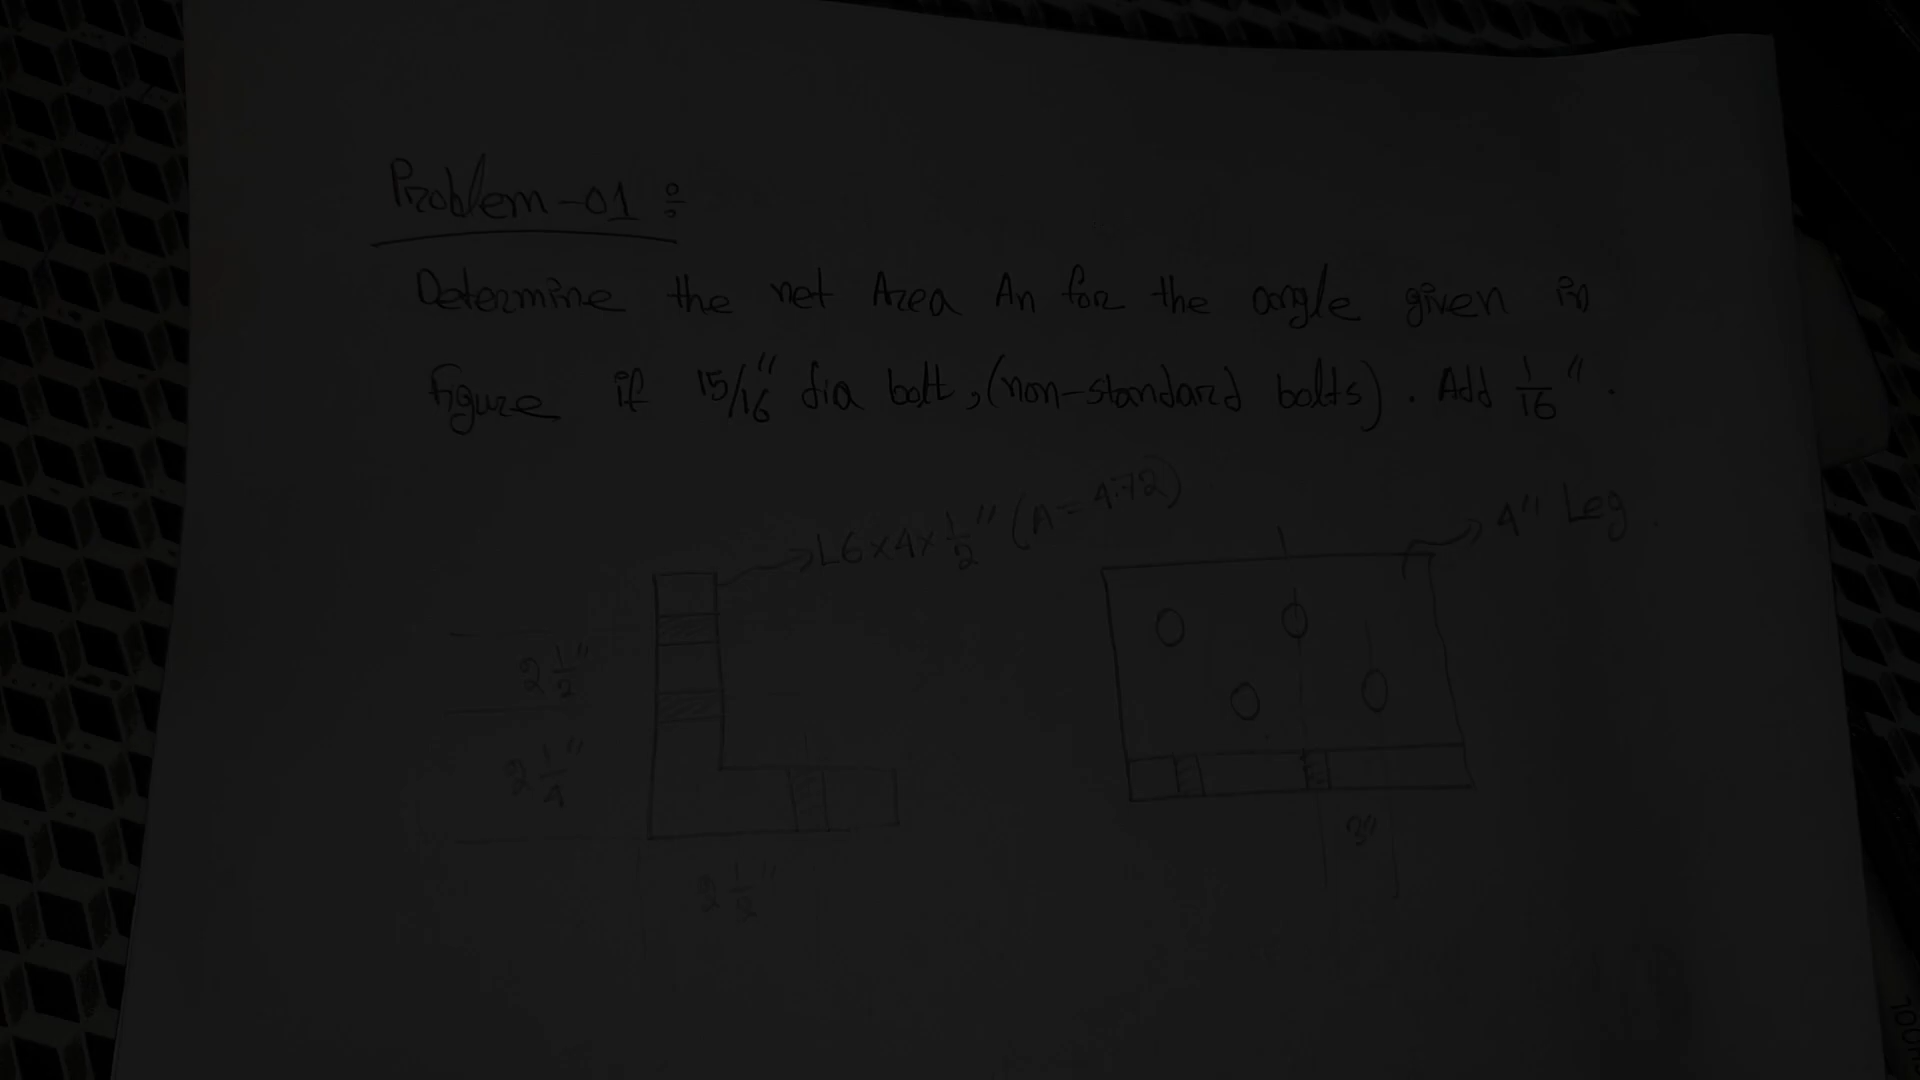 Problem-01 :
Determine the net Area An for the angle given in
figure if 15/16" dia bolt, (non-standard bolts). Add 1/16".
L6×4×1/2" (A=4.72)
4" Leg
2 1/2"
2 1/4"
3"
2 1/2"